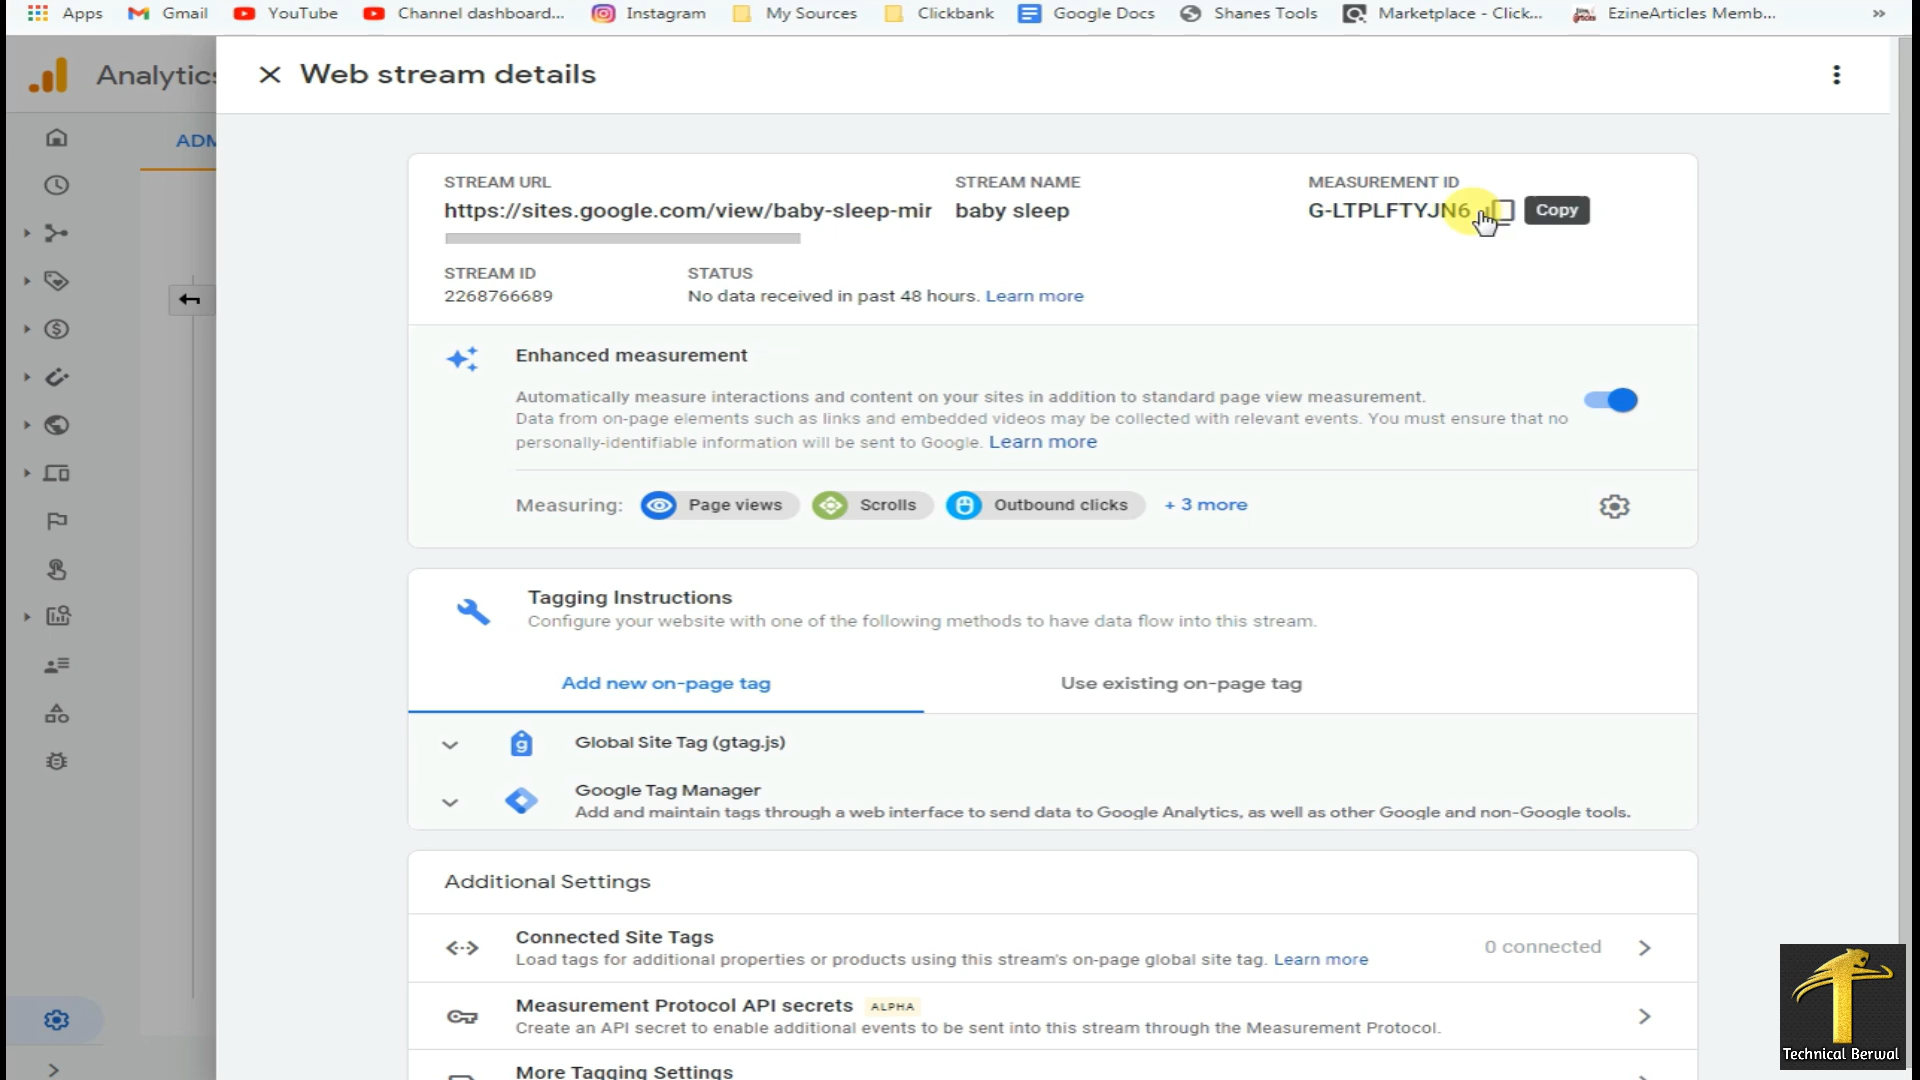 Apps Gmail YouTube Channel dashboard... Instagram My Sources Clickbank Google Docs Shanes Tools Marketplace - Click... EzineArticles Memb... »
Analytics
Web stream details
ADM
STREAM URL STREAM NAME MEASUREMENT ID
https://sites.google.com/view/baby-sleep-mir baby sleep G-LTPLFTYJN6 Copy
STREAM ID STATUS
2268766689 No data received in past 48 hours. Learn more
Enhanced measurement
Automatically measure interactions and content on your sites in addition to standard page view measurement.
Data from on-page elements such as links and embedded videos may be collected with relevant events. You must ensure that no
personally-identifiable information will be sent to Google. Learn more
Measuring: Page views Scrolls Outbound clicks + 3 more
Tagging Instructions
Configure your website with one of the following methods to have data flow into this stream.
Add new on-page tag Use existing on-page tag
Global Site Tag (gtag.js)
Google Tag Manager
Add and maintain tags through a web interface to send data to Google Analytics, as well as other Google and non-Google tools.
Additional Settings
Connected Site Tags
Load tags for additional properties or products using this stream's on-page global site tag. Learn more 0 connected
Measurement Protocol API secrets ALPHA
Create an API secret to enable additional events to be sent into this stream through the Measurement Protocol.
More Tagging Settings
Technical Berwal